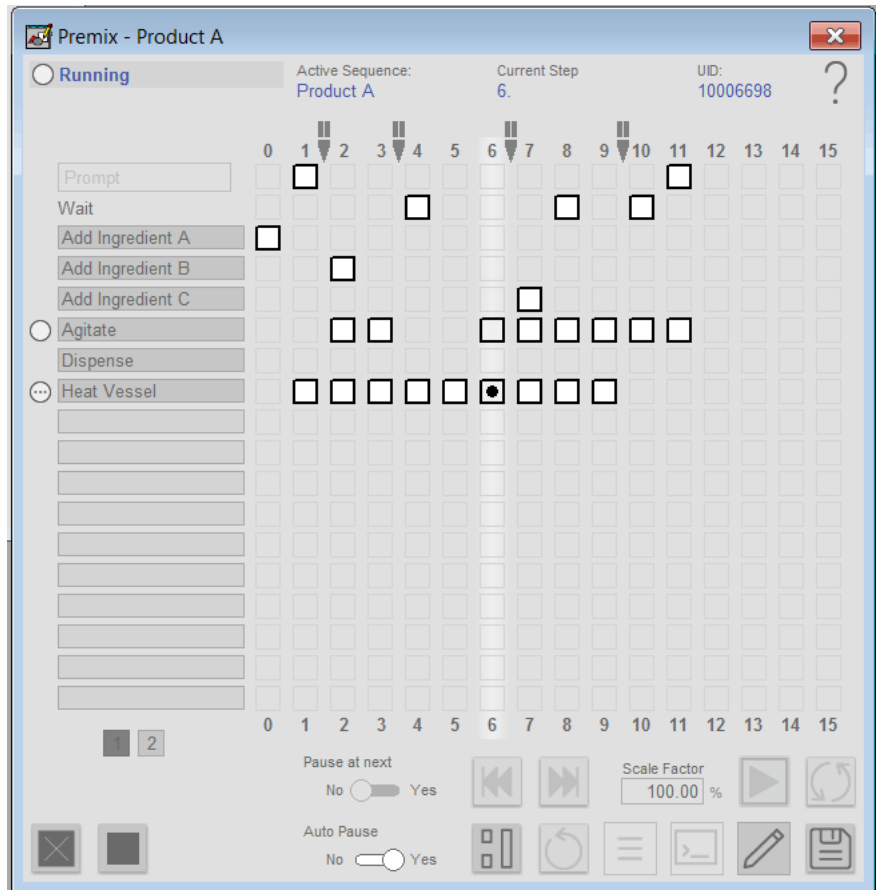 Premix - Product A
Running
Active Sequence: Current Step UID:
Product A 6. 10006698 ?
0 1 2 3 4 5 6 7 8 9 10 11 12 13 14 15
Prompt
Wait
Add Ingredient A
Add Ingredient B
Add Ingredient C
Agitate
Dispense
Heat Vessel
0 1 2 3 4 5 6 7 8 9 10 11 12 13 14 15
1 2
Pause at next
No Yes
Scale Factor
100.00 %
Auto Pause
No Yes